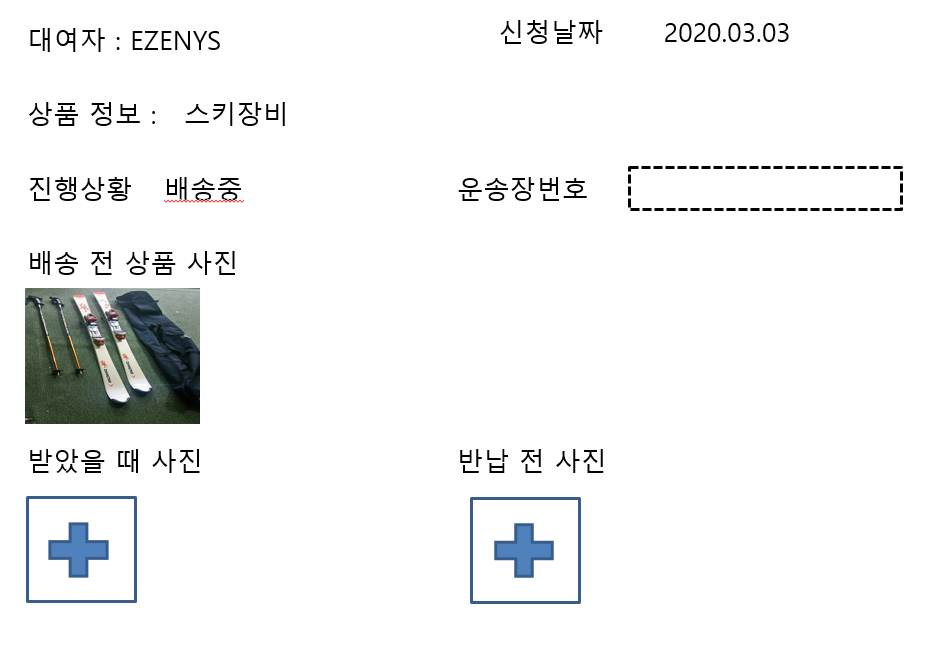 대여자 : EZENYS
신청날짜 2020.03.03
상품 정보 : 스키장비
진행상황 배송중
운송장번호
배송 전 상품 사진
받았을 때 사진
반납 전 사진